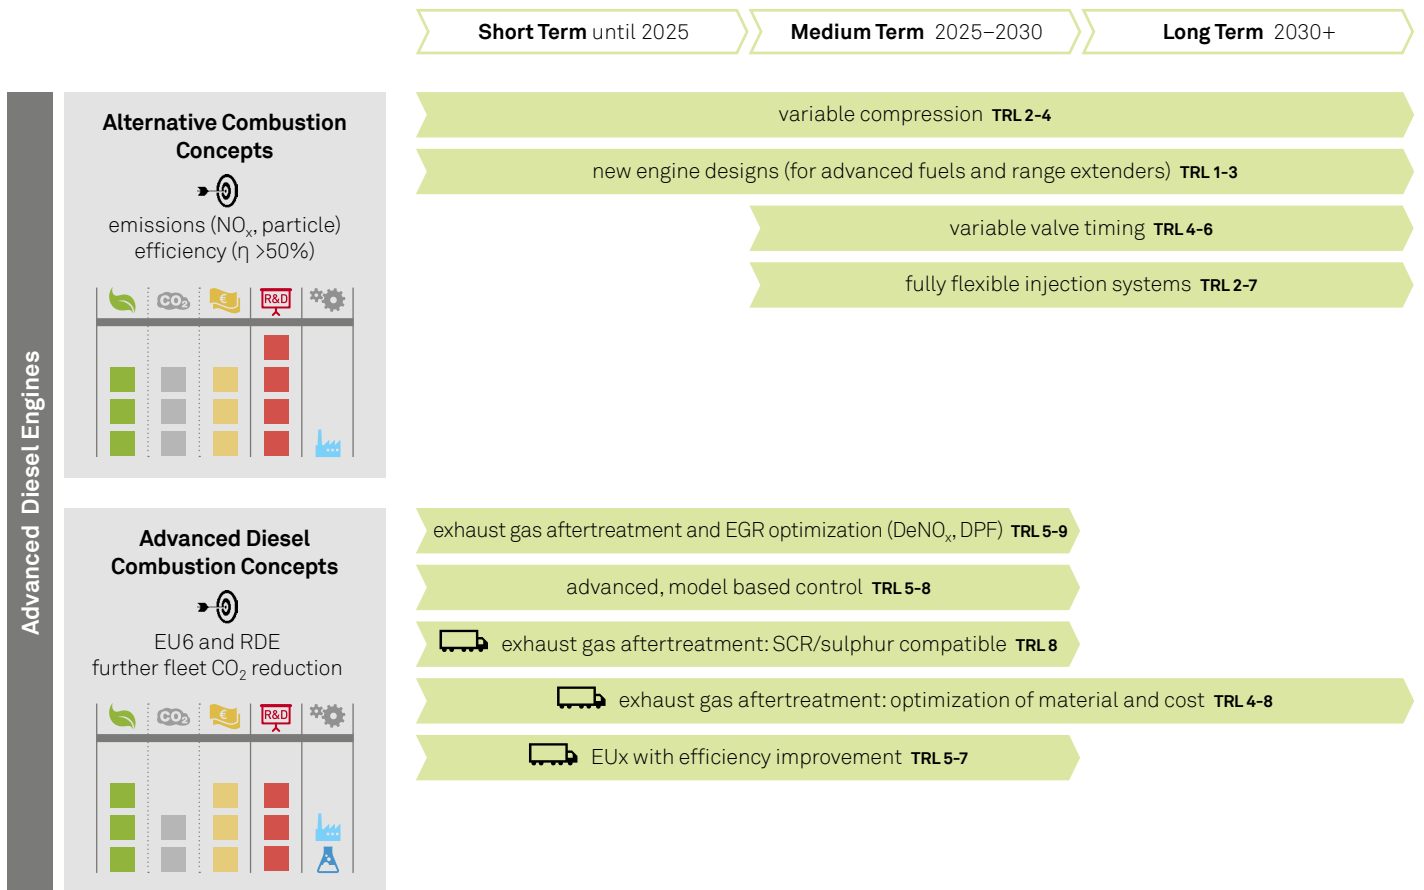 Short Term until 2025
Medium Term 2025–2030
Long Term 2030+
Advanced Diesel Engines
Alternative Combustion
Concepts
emissions (NOx, particle)
efficiency (η >50%)
CO2
€
R&D
variable compression TRL 2-4
new engine designs (for advanced fuels and range extenders) TRL 1-3
variable valve timing TRL 4-6
fully flexible injection systems TRL 2-7
Advanced Diesel
Combustion Concepts
EU6 and RDE
further fleet CO2 reduction
CO2
€
R&D
exhaust gas aftertreatment and EGR optimization (DeNOx, DPF) TRL 5-9
advanced, model based control TRL 5-8
exhaust gas aftertreatment: SCR/sulphur compatible TRL 8
exhaust gas aftertreatment: optimization of material and cost TRL 4-8
EUx with efficiency improvement TRL 5-7